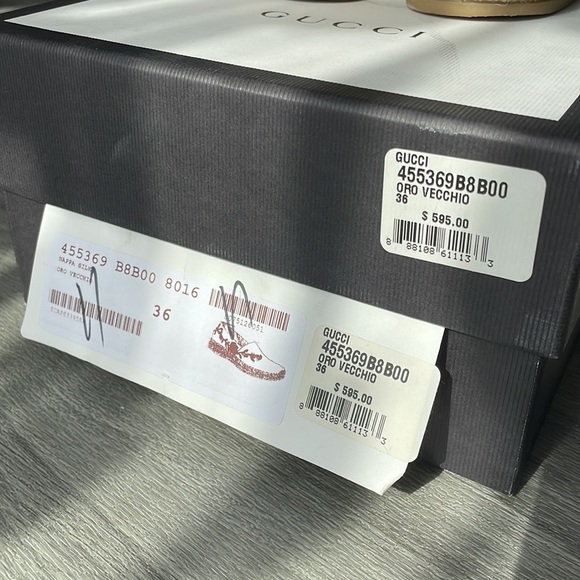 GUCCI
GUCCI
455369B8B00
ORO VECCHIO
36
$ 595.00
8 88108 61113 3
455369 B8B00 8016
NAPPA SILK
ORO VECCHIO
36
GUCCI
455369B8B00
ORO VECCHIO
36
$ 595.00
8 88108 61113 3